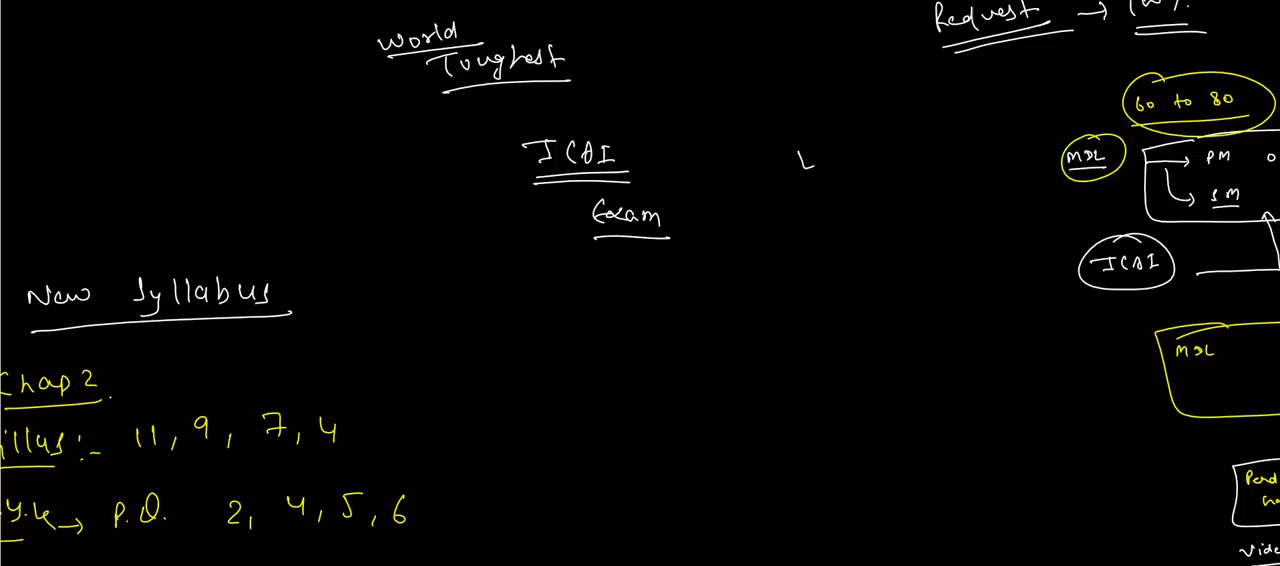 World
Toughest
ICAI
Exam
L
New Syllabus
Chap 2.
illus :- 11, 9, 7, 4
P.Q. 2, 4, 5, 6
Request →
60 to 80
MDL
→ PM
→ SM
ICAI
MDL